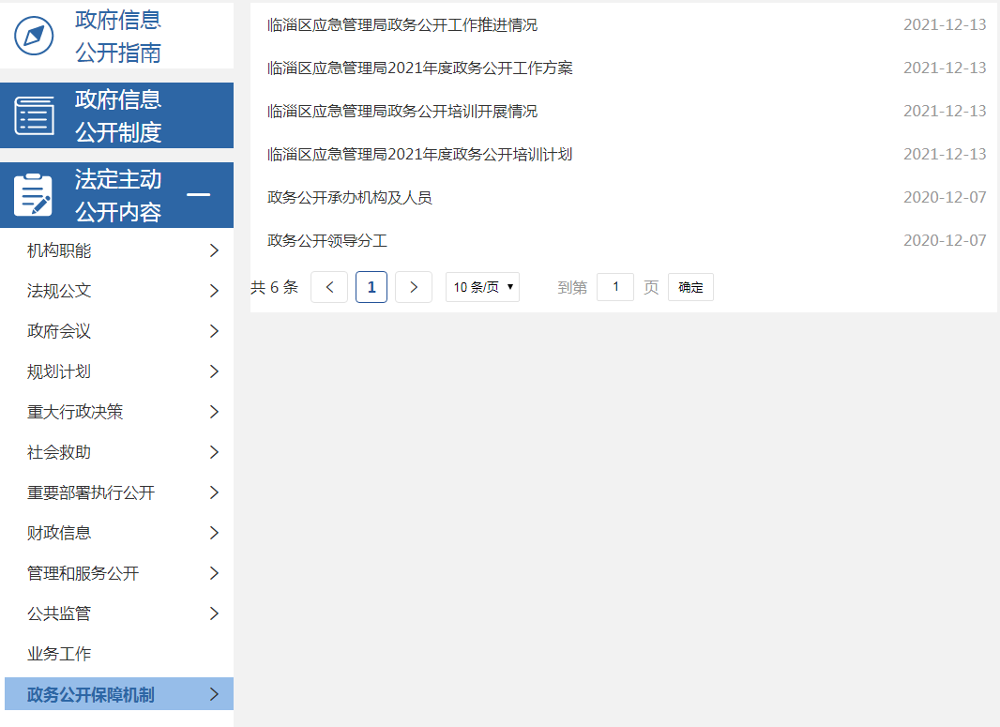 政府信息
公开指南
政府信息
公开制度
法定主动
公开内容
机构职能
法规公文
政府会议
规划计划
重大行政决策
社会救助
重要部署执行公开
财政信息
管理和服务公开
公共监管
业务工作
政务公开保障机制
临淄区应急管理局政务公开工作推进情况 2021-12-13
临淄区应急管理局2021年度政务公开工作方案 2021-12-13
临淄区应急管理局政务公开培训开展情况 2021-12-13
临淄区应急管理局2021年度政务公开培训计划 2021-12-13
政务公开承办机构及人员 2020-12-07
政务公开领导分工 2020-12-07
共 6 条 1 10 条/页 到第 1 页 确定